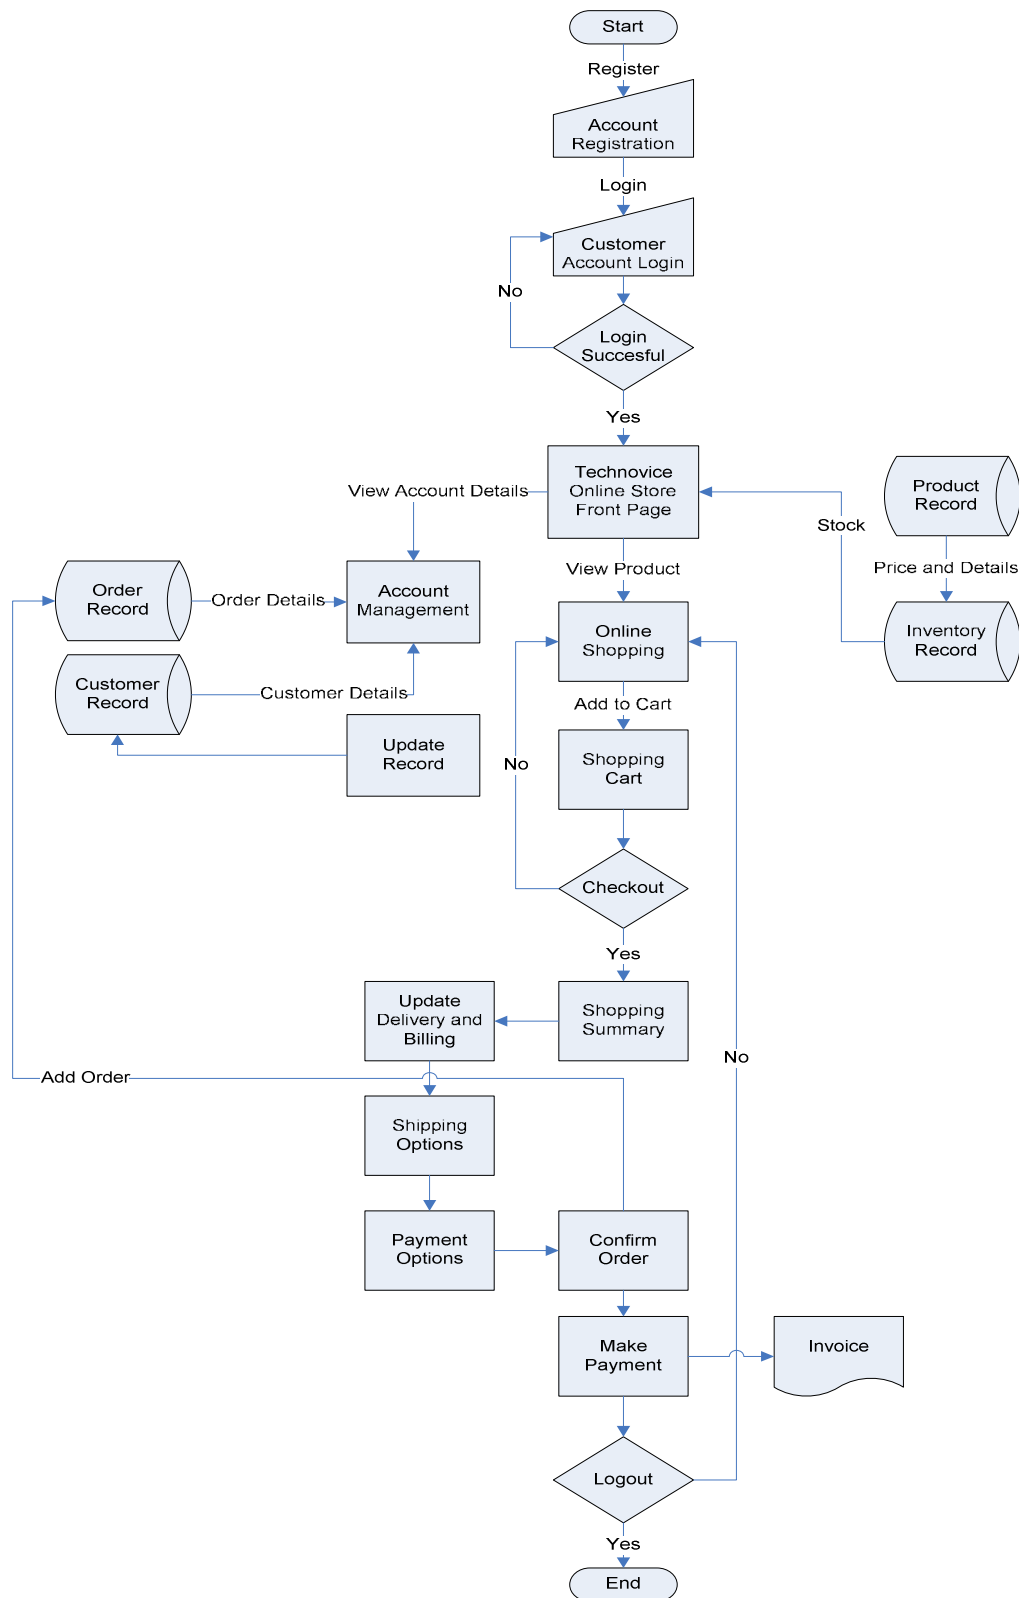 Start
Register
Account
Registration
Login
Customer
Account Login
No
Login
Succesful
Yes
Technovice
Online Store
Front Page
View Account Details
Product
Record
Stock
Price and Details
View Product
Order
Record
Order Details
Account
Management
Online
Shopping
Inventory
Record
Customer
Record
Customer Details
Add to Cart
Update
Record
No
Shopping
Cart
Checkout
Yes
Update
Delivery and
Billing
Shopping
Summary
No
Add Order
Shipping
Options
Payment
Options
Confirm
Order
Make
Payment
Invoice
Logout
Yes
End